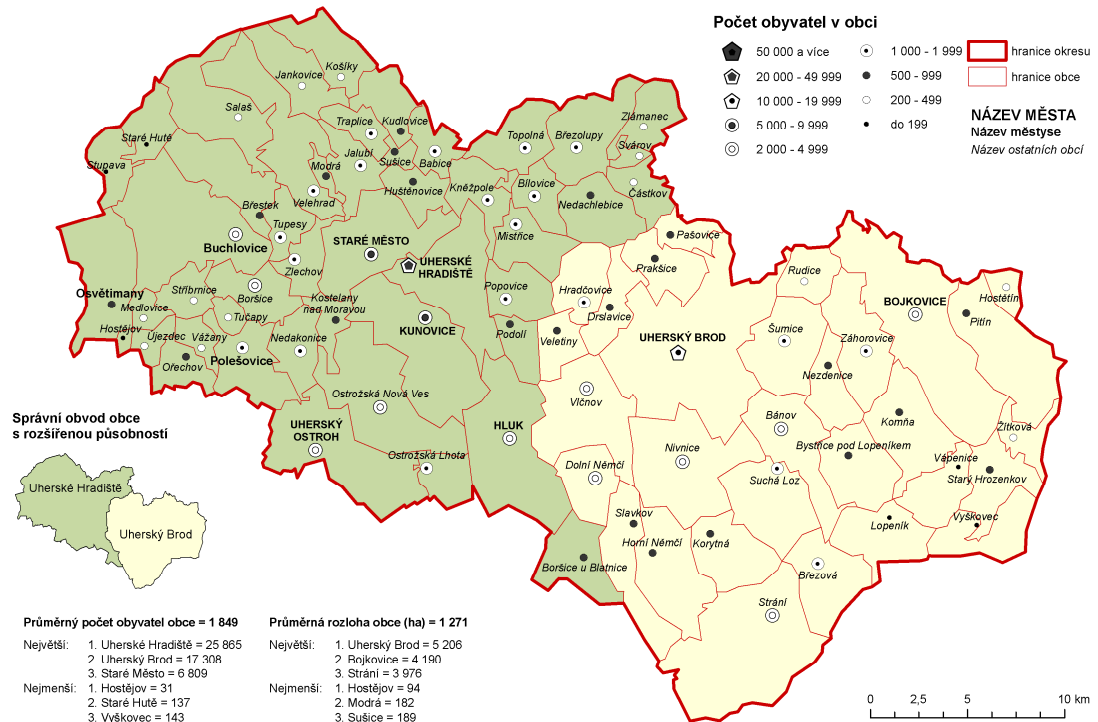 Počet obyvatel v obci
50 000 a více
20 000 - 49 999
10 000 - 19 999
5 000 - 9 999
2 000 - 4 999
1 000 - 1 999
500 - 999
200 - 499
do 199
hranice okresu
hranice obce
NÁZEV MĚSTA
Název městyse
Název ostatních obcí
Košíky
Jankovice
Salaš
Staré Hutě
Stupava
Traplice
Kudlovice
Jalubí
Sušice
Babice
Modrá
Huštěnovice
Velehrad
Topolná
Březolupy
Zlámanec
Svárov
Částkov
Kněžpole
Bílovice
Nedachlebice
Mistřice
Břestek
Tupesy
Buchlovice
Zlechov
STARÉ MĚSTO
UHERSKÉ
HRADIŠTĚ
Pašovice
Prakšice
Osvětimany
Stříbrnice
Boršice
Medlovice
Tučapy
Kostelany
nad Moravou
KUNOVICE
Popovice
Podolí
Hostějov
Újezdec
Vážany
Ořechov
Polešovice
Nedakonice
Hradčovice
Drslavice
Veletiny
Rudice
BOJKOVICE
Hostětín
Pitín
UHERSKÝ BROD
Šumice
Záhorovice
Nezdenice
Ostrožská Nová Ves
UHERSKÝ
OSTROH
HLUK
Ostrožská Lhota
Vlčnov
Bánov
Komňa
Žítková
Bystřice pod Lopeníkem
Nivnice
Dolní Němčí
Suchá Loz
Vápenice
Starý Hrozenkov
Vyškovec
Lopeník
Slavkov
Horní Němčí
Korytná
Boršice u Blatnice
Březová
Strání
Správní obvod obce
s rozšířenou působností
Uherské Hradiště
Uherský Brod
Průměrný počet obyvatel obce = 1 849
Největší: 1. Uherské Hradiště = 25 865
2. Uherský Brod = 17 308
3. Staré Město = 6 809
Nejmenší: 1. Hostějov = 31
2. Staré Hutě = 137
3. Vyškovec = 143
Průměrná rozloha obce (ha) = 1 271
Největší: 1. Uherský Brod = 5 206
2. Bojkovice = 4 190
3. Strání = 3 976
Nejmenší: 1. Hostějov = 94
2. Modrá = 182
3. Sušice = 189
0 2,5 5 10 km